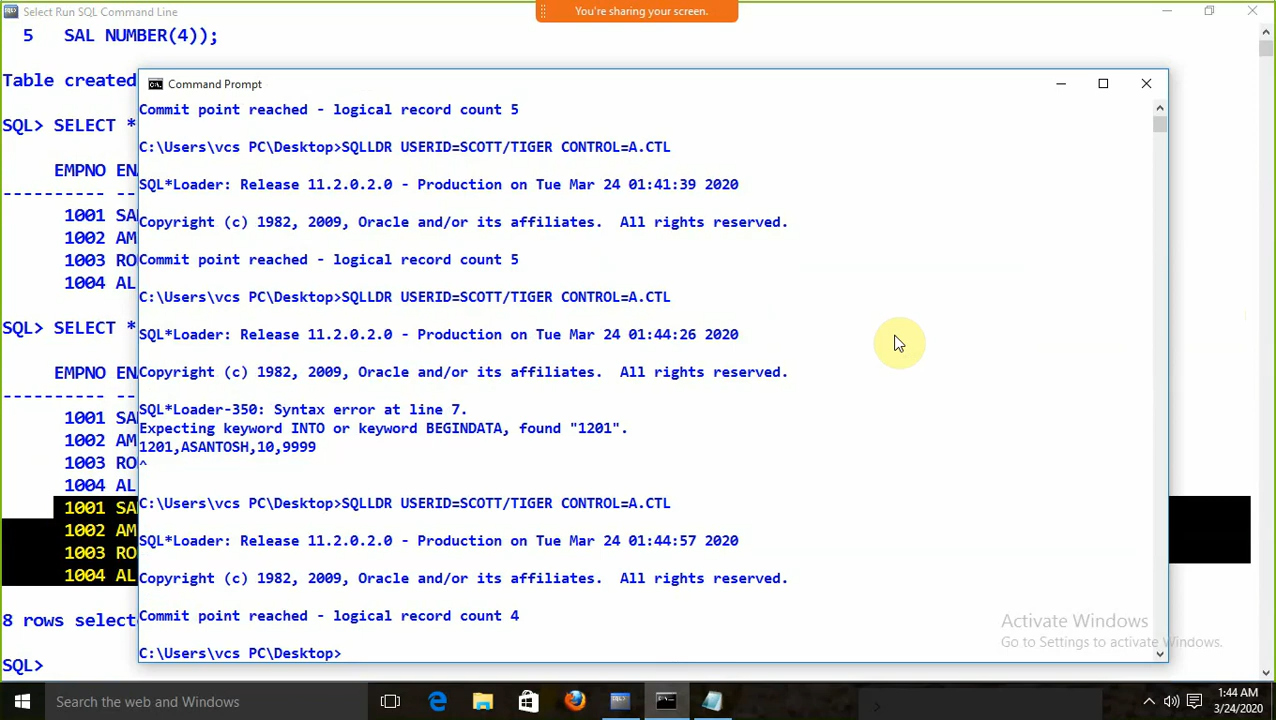 Select Run SQL Command Line
You're sharing your screen.
5 SAL NUMBER(4));
Table created
SQL> SELECT *
EMPNO EN
---------- --
1001 SA
1002 AM
1003 RO
1004 AL
SQL> SELECT *
EMPNO EN
---------- --
1001 SA
1002 AM
1003 RO
1004 AL
1001 SA
1002 AM
1003 RO
1004 AL
8 rows select
SQL>
Command Prompt
Commit point reached - logical record count 5
C:\Users\vcs PC\Desktop>SQLLDR USERID=SCOTT/TIGER CONTROL=A.CTL
SQL*Loader: Release 11.2.0.2.0 - Production on Tue Mar 24 01:41:39 2020
Copyright (c) 1982, 2009, Oracle and/or its affiliates.  All rights reserved.
Commit point reached - logical record count 5
C:\Users\vcs PC\Desktop>SQLLDR USERID=SCOTT/TIGER CONTROL=A.CTL
SQL*Loader: Release 11.2.0.2.0 - Production on Tue Mar 24 01:44:26 2020
Copyright (c) 1982, 2009, Oracle and/or its affiliates.  All rights reserved.
SQL*Loader-350: Syntax error at line 7.
Expecting keyword INTO or keyword BEGINDATA, found "1201".
1201,ASANTOSH,10,9999
^
C:\Users\vcs PC\Desktop>SQLLDR USERID=SCOTT/TIGER CONTROL=A.CTL
SQL*Loader: Release 11.2.0.2.0 - Production on Tue Mar 24 01:44:57 2020
Copyright (c) 1982, 2009, Oracle and/or its affiliates.  All rights reserved.
Commit point reached - logical record count 4
C:\Users\vcs PC\Desktop>
Activate Windows
Go to Settings to activate Windows.
Search the web and Windows
1:44 AM
3/24/2020